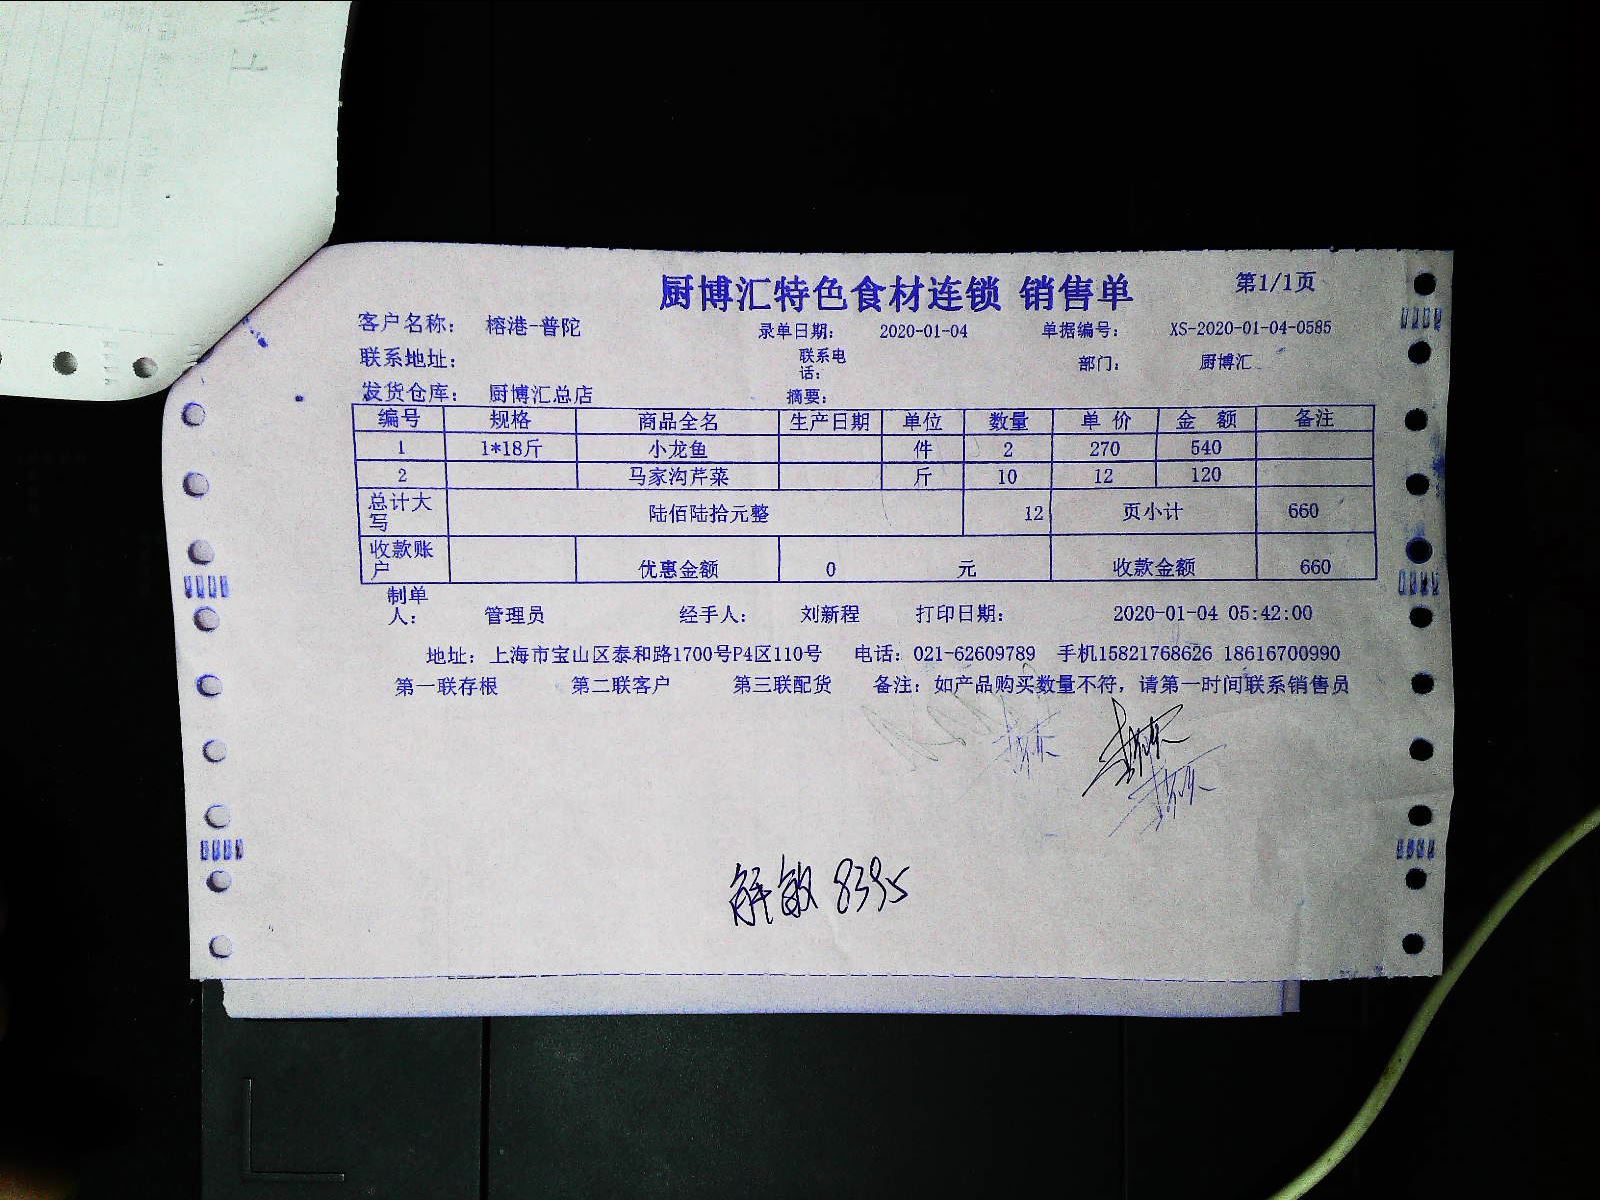 厨博汇特色食材连锁 销售单 第1/1页
客户名称： 榕港-普陀 录单日期： 2020-01-04 单据编号： XS-2020-01-04-0585
联系地址： 联系电话： 部门： 厨博汇
发货仓库： 厨博汇总店 摘要：
编号 规格 商品全名 生产日期 单位 数量 单价 金额 备注
1 1*18斤 小龙鱼 件 2 270 540
2 马家沟芹菜 斤 10 12 120
总计大写 陆佰陆拾元整 12 页小计 660
收款账户 优惠金额 0 元 收款金额 660
制单人： 管理员 经手人： 刘新程 打印日期： 2020-01-04 05:42:00
地址：上海市宝山区泰和路1700号P4区110号 电话：021-62609789 手机15821768626 18616700990
第一联存根 第二联客户 第三联配货 备注：如产品购买数量不符，请第一时间联系销售员
解敏 8395